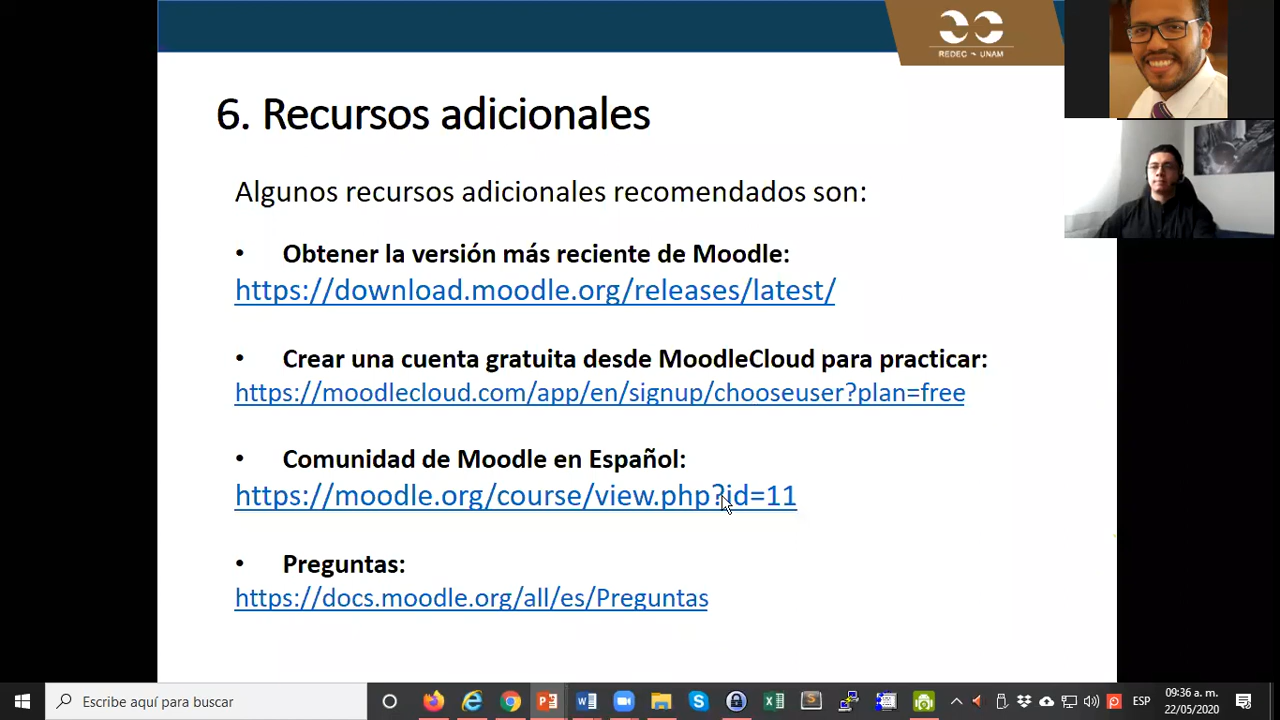 REDEC ~ UNAM
6. Recursos adicionales
Algunos recursos adicionales recomendados son:
• Obtener la versión más reciente de Moodle:
https://download.moodle.org/releases/latest/
• Crear una cuenta gratuita desde MoodleCloud para practicar:
https://moodlecloud.com/app/en/signup/chooseuser?plan=free
• Comunidad de Moodle en Español:
https://moodle.org/course/view.php?id=11
• Preguntas:
https://docs.moodle.org/all/es/Preguntas
Escribe aquí para buscar
ESP
09:36 a. m.
22/05/2020